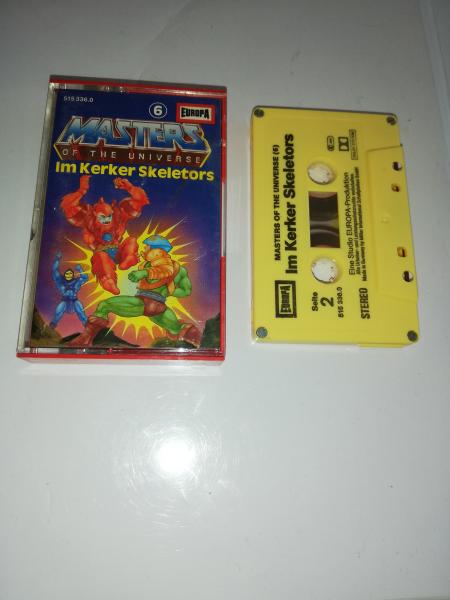 515 336.0
6
EUROPA
MASTERS
OF THE UNIVERSE
Im Kerker Skeletors
MASTERS OF THE UNIVERSE (6)
Im Kerker Skeletors
EUROPA
Seite
2
515 336.0
Eine Studio EUROPA-Produktion
STEREO